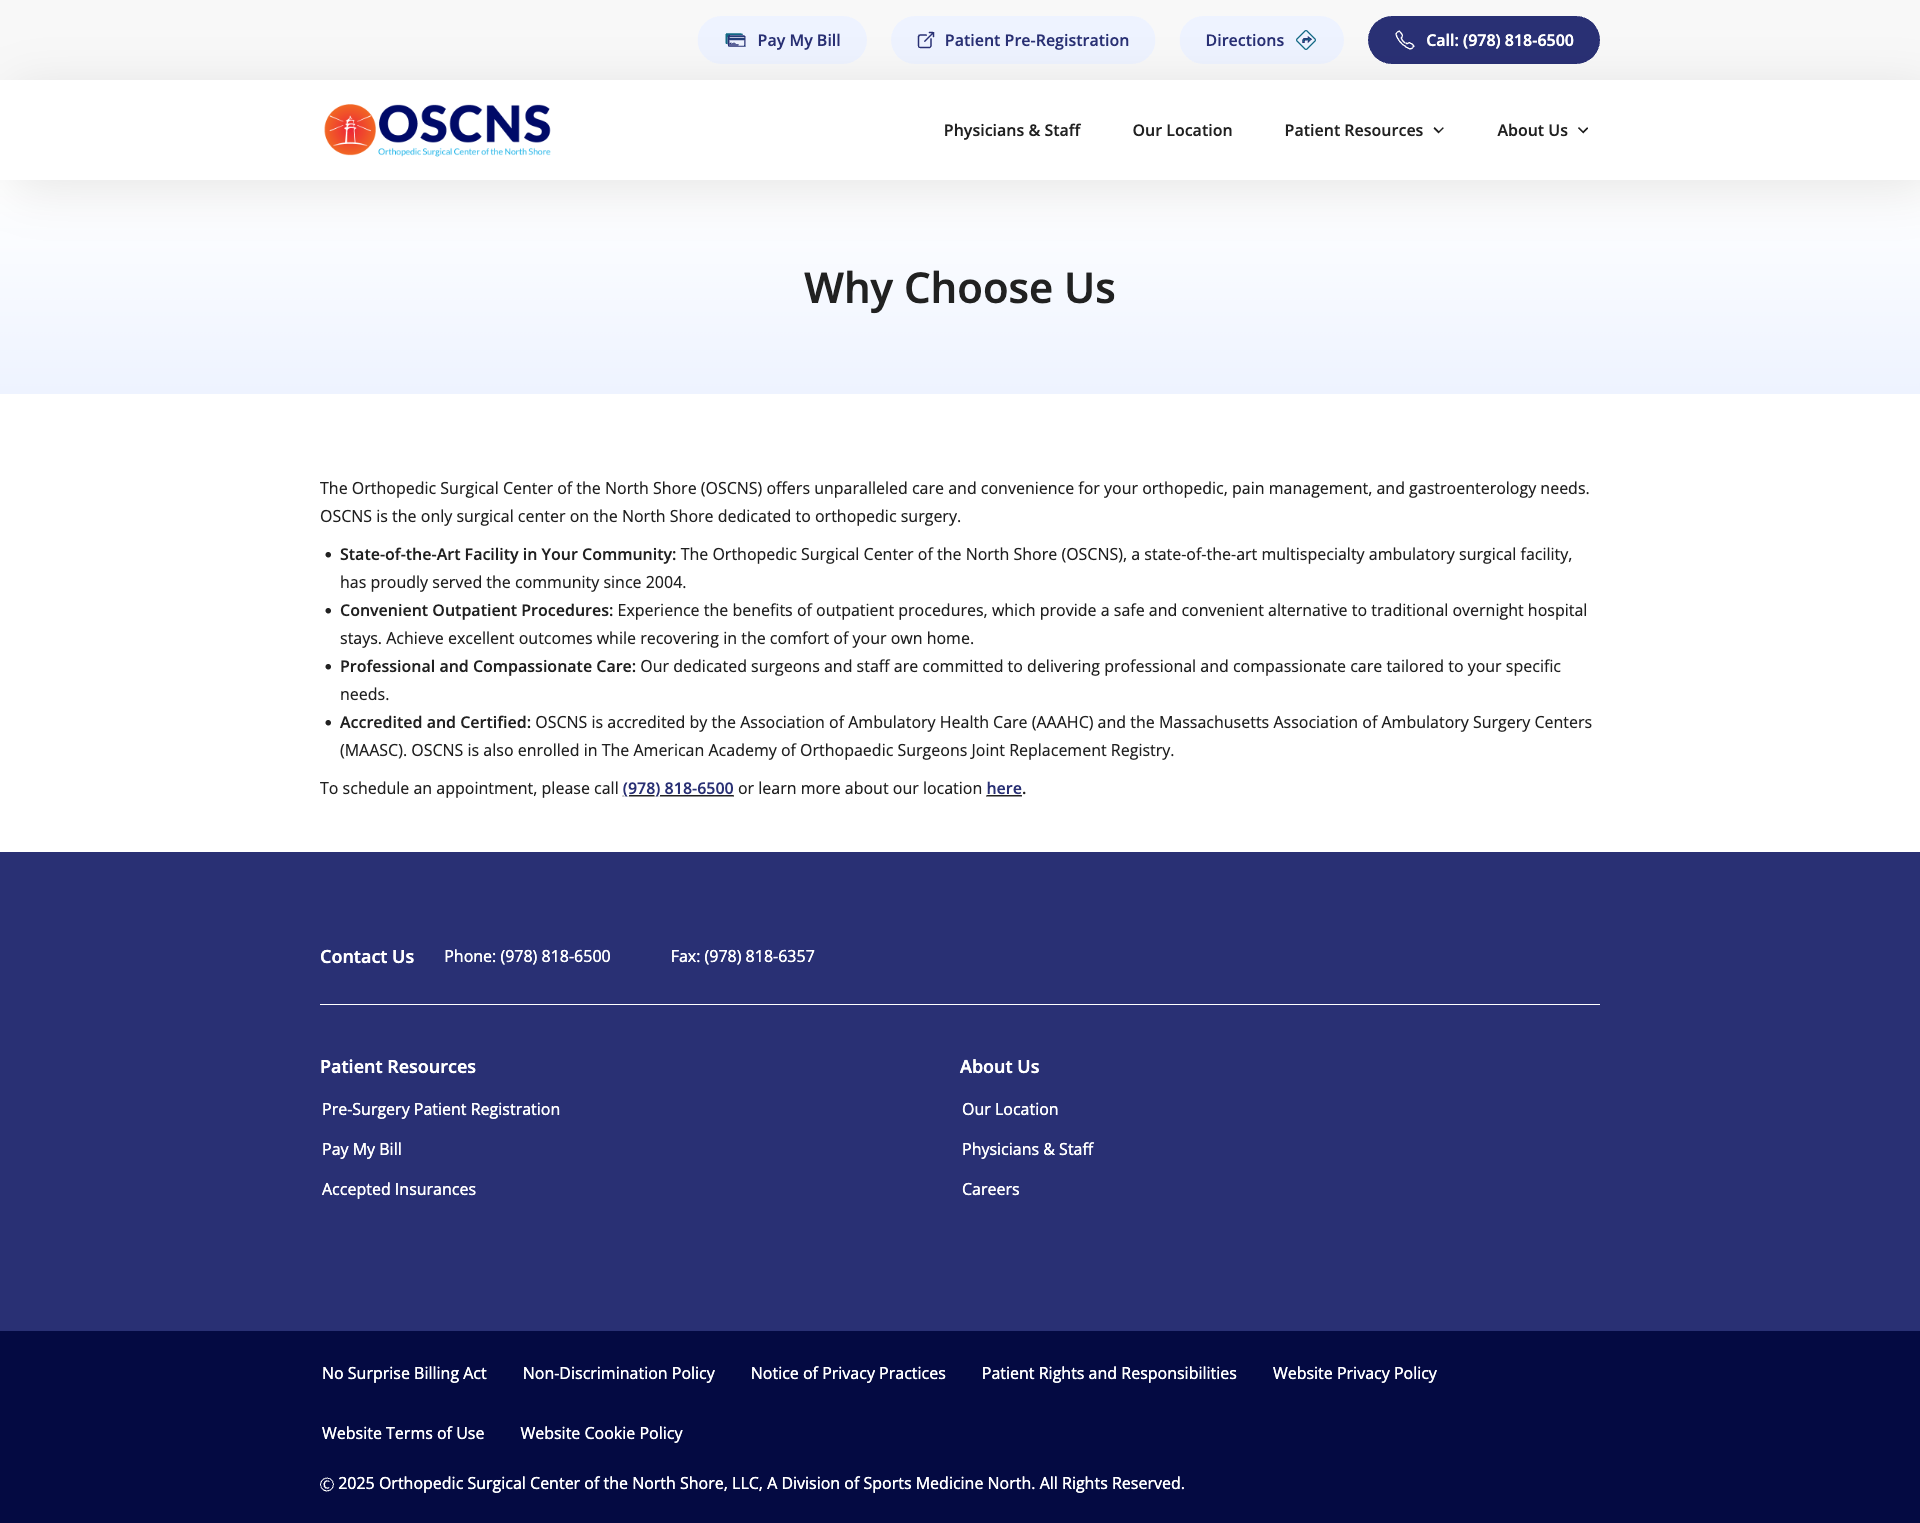 Pay My Bill
Patient Pre-Registration
Directions
Call: (978) 818-6500
OSCNS
Orthopedic Surgical Center of the North Shore
Physicians & Staff
Our Location
Patient Resources
About Us
Why Choose Us
The Orthopedic Surgical Center of the North Shore (OSCNS) offers unparalleled care and convenience for your orthopedic, pain management, and gastroenterology needs.
OSCNS is the only surgical center on the North Shore dedicated to orthopedic surgery.
• State-of-the-Art Facility in Your Community: The Orthopedic Surgical Center of the North Shore (OSCNS), a state-of-the-art multispecialty ambulatory surgical facility,
has proudly served the community since 2004.
• Convenient Outpatient Procedures: Experience the benefits of outpatient procedures, which provide a safe and convenient alternative to traditional overnight hospital
stays. Achieve excellent outcomes while recovering in the comfort of your own home.
• Professional and Compassionate Care: Our dedicated surgeons and staff are committed to delivering professional and compassionate care tailored to your specific
needs.
• Accredited and Certified: OSCNS is accredited by the Association of Ambulatory Health Care (AAAHC) and the Massachusetts Association of Ambulatory Surgery Centers
(MAASC). OSCNS is also enrolled in The American Academy of Orthopaedic Surgeons Joint Replacement Registry.
To schedule an appointment, please call (978) 818-6500 or learn more about our location here.
Contact Us
Phone: (978) 818-6500
Fax: (978) 818-6357
Patient Resources
Pre-Surgery Patient Registration
Pay My Bill
Accepted Insurances
About Us
Our Location
Physicians & Staff
Careers
No Surprise Billing Act
Non-Discrimination Policy
Notice of Privacy Practices
Patient Rights and Responsibilities
Website Privacy Policy
Website Terms of Use
Website Cookie Policy
© 2025 Orthopedic Surgical Center of the North Shore, LLC, A Division of Sports Medicine North. All Rights Reserved.